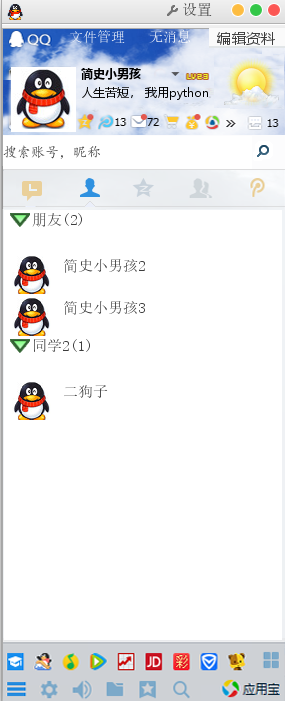 设置
QQ 文件管理 无消息 编辑资料
简史小男孩 LV33
人生苦短， 我用python
13 72 13
搜索账号，昵称
朋友(2)
简史小男孩2
简史小男孩3
同学2(1)
二狗子
JD 彩
应用宝